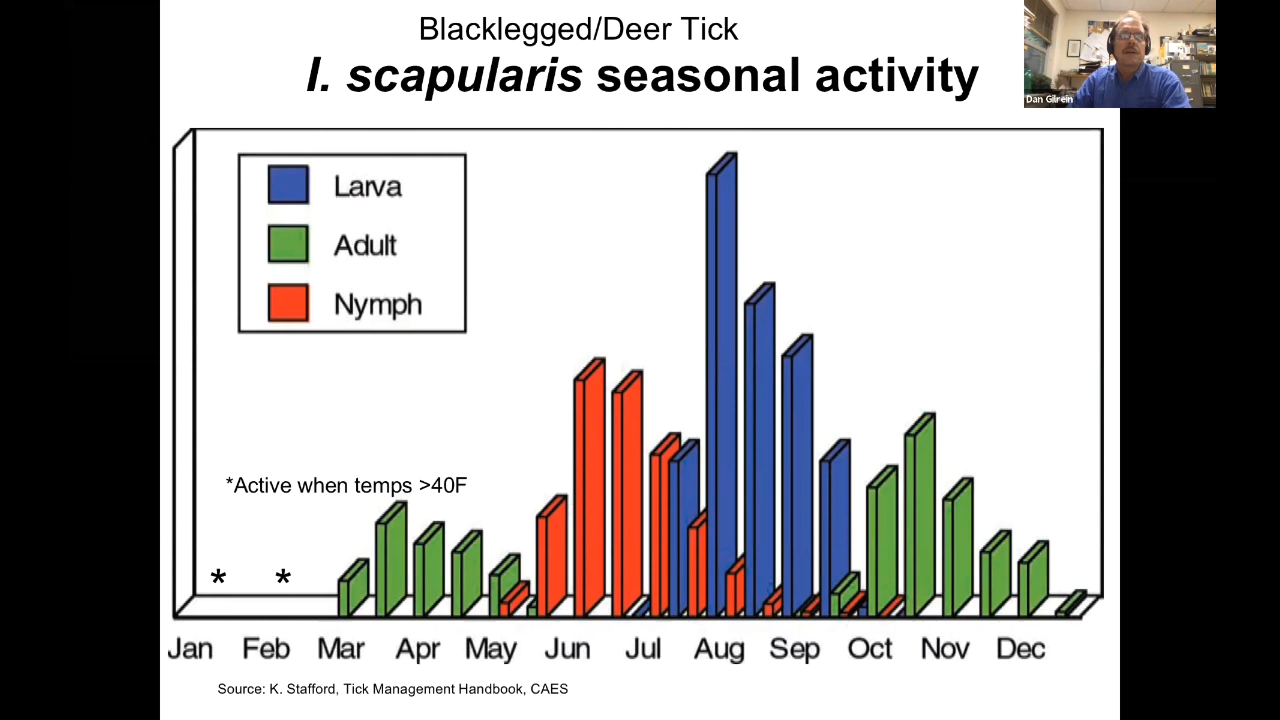 Blacklegged/Deer Tick
I. scapularis seasonal activity
Dan Gilrein
Larva
Adult
Nymph
*Active when temps >40F
* *
Jan Feb Mar Apr May Jun Jul Aug Sep Oct Nov Dec
Source: K. Stafford, Tick Management Handbook, CAES